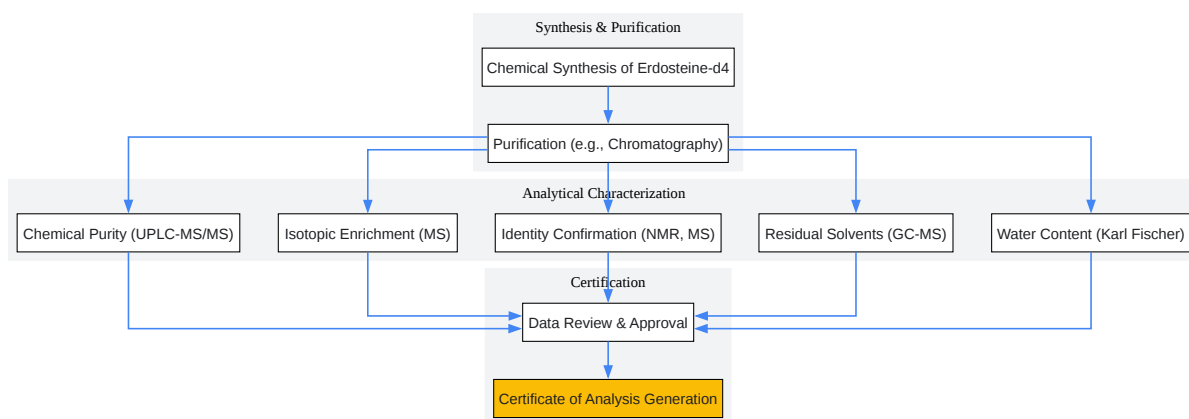 Synthesis & Purification
Chemical Synthesis of Erdosteine-d4
Purification (e.g., Chromatography)
Analytical Characterization
Chemical Purity (UPLC-MS/MS)
Isotopic Enrichment (MS)
Identity Confirmation (NMR, MS)
Residual Solvents (GC-MS)
Water Content (Karl Fischer)
Certification
Data Review & Approval
Certificate of Analysis Generation